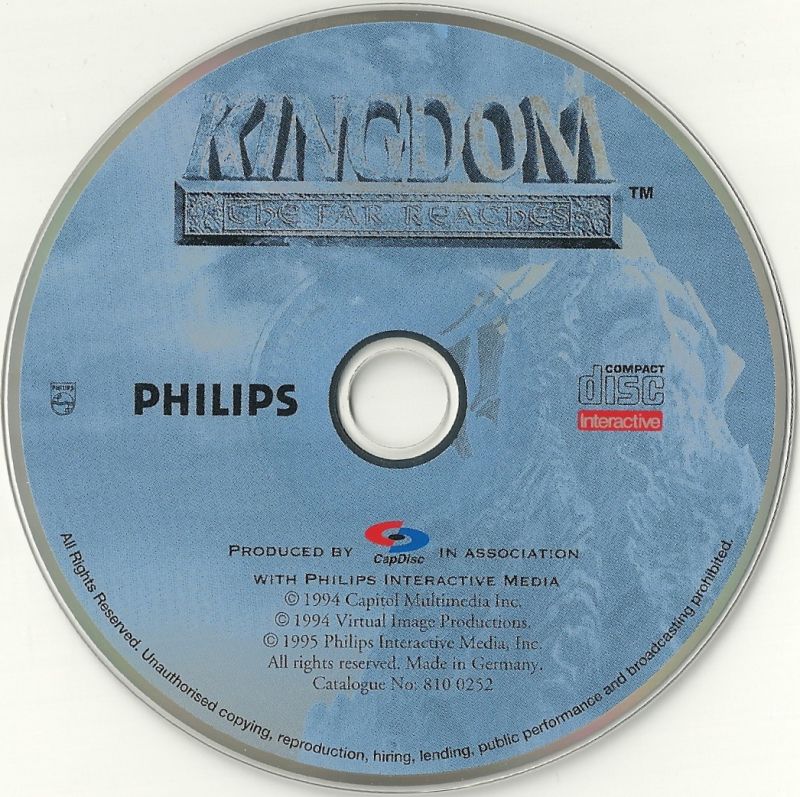 KINGDOM
THE FAR REACHES
TM
PHILIPS
PHILIPS
COMPACT
disc
Interactive
PRODUCED BY CapDisc IN ASSOCIATION
WITH PHILIPS INTERACTIVE MEDIA
© 1994 Capitol Multimedia Inc.
© 1994 Virtual Image Productions.
© 1995 Philips Interactive Media, Inc.
All rights reserved. Made in Germany.
Catalogue No: 810 0252
All Rights Reserved. Unauthorised copying, reproduction, hiring, lending, public performance and broadcasting prohibited.